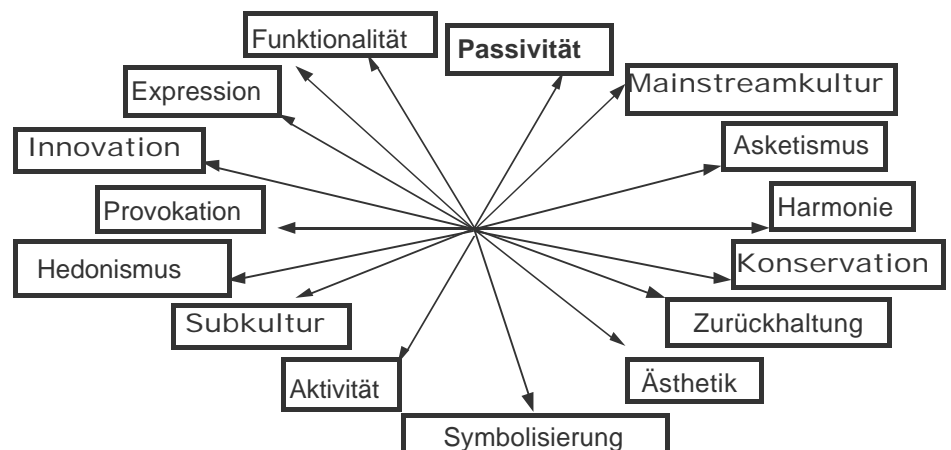 Funktionalität
Passivität
Mainstreamkultur
Expression
Asketismus
Innovation
Harmonie
Provokation
Konservation
Hedonismus
Subkultur
Zurückhaltung
Aktivität
Ästhetik
Symbolisierung